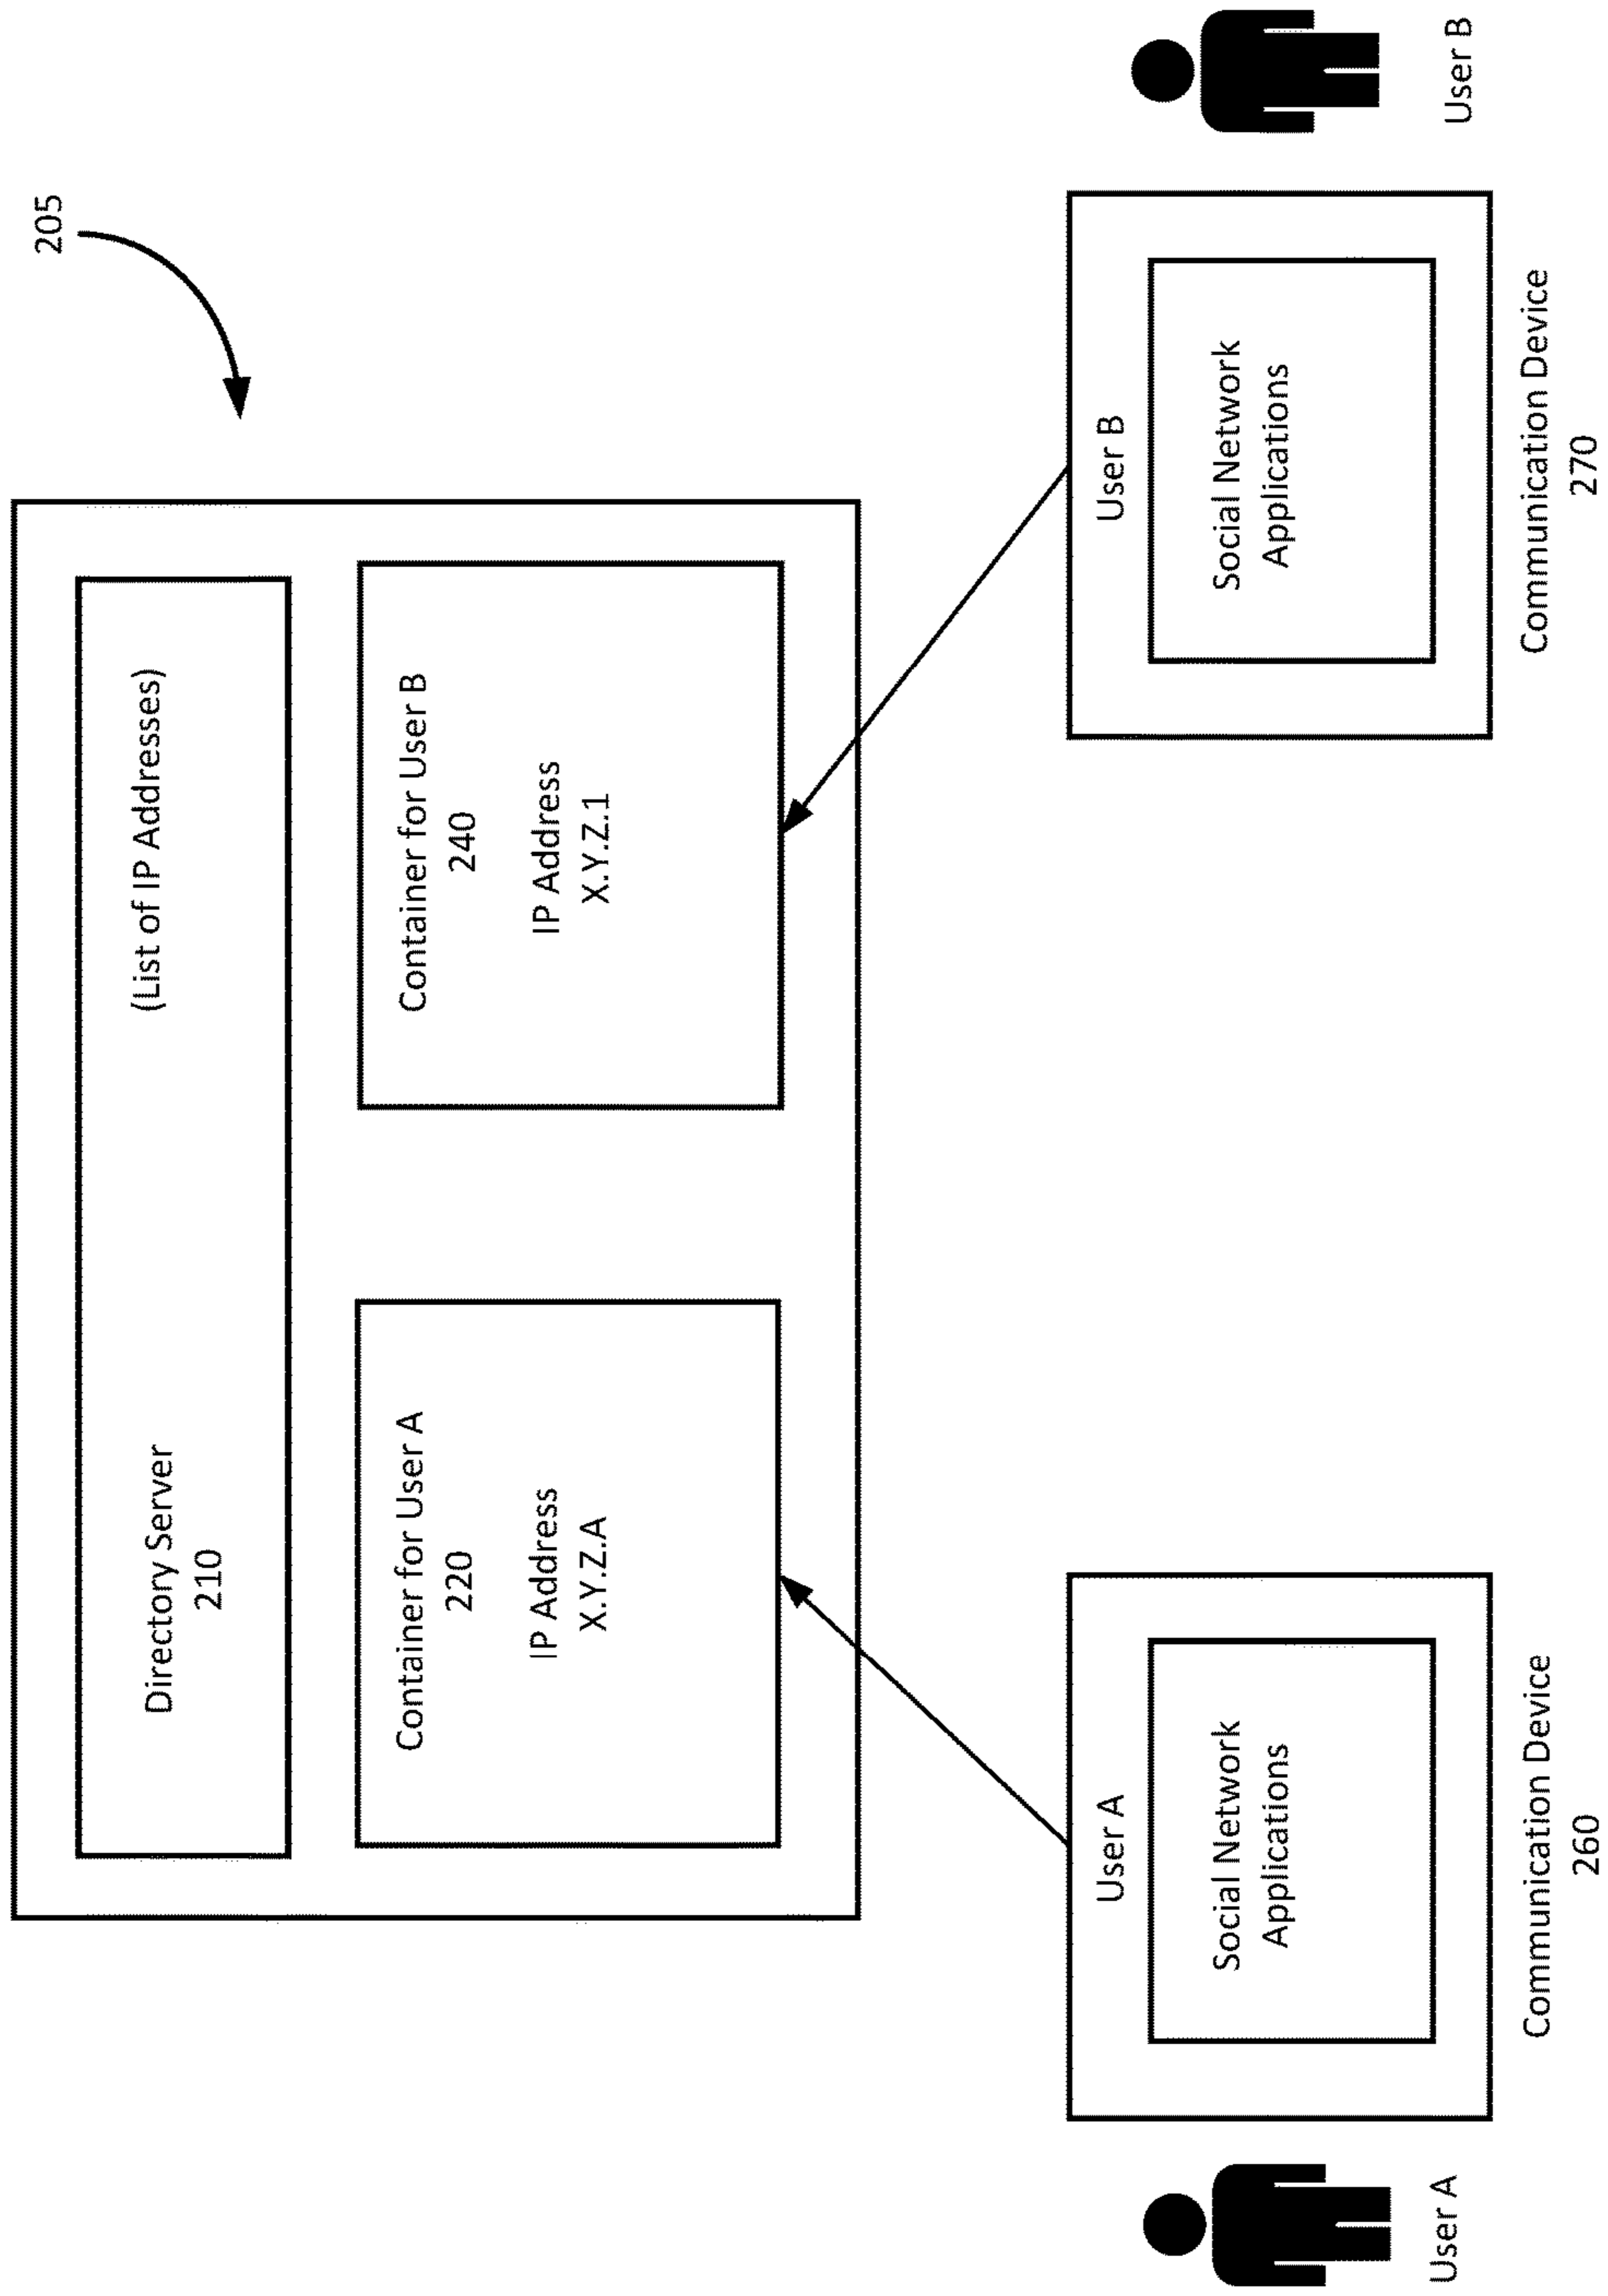 205
Directory Server
210
(List of IP Addresses)
Container for User A
220
IP Address
X.Y.Z.A
Container for User B
240
IP Address
X.Y.Z.1
User A
Social Network
Applications
Communication Device
260
User A
User B
Social Network
Applications
Communication Device
270
User B